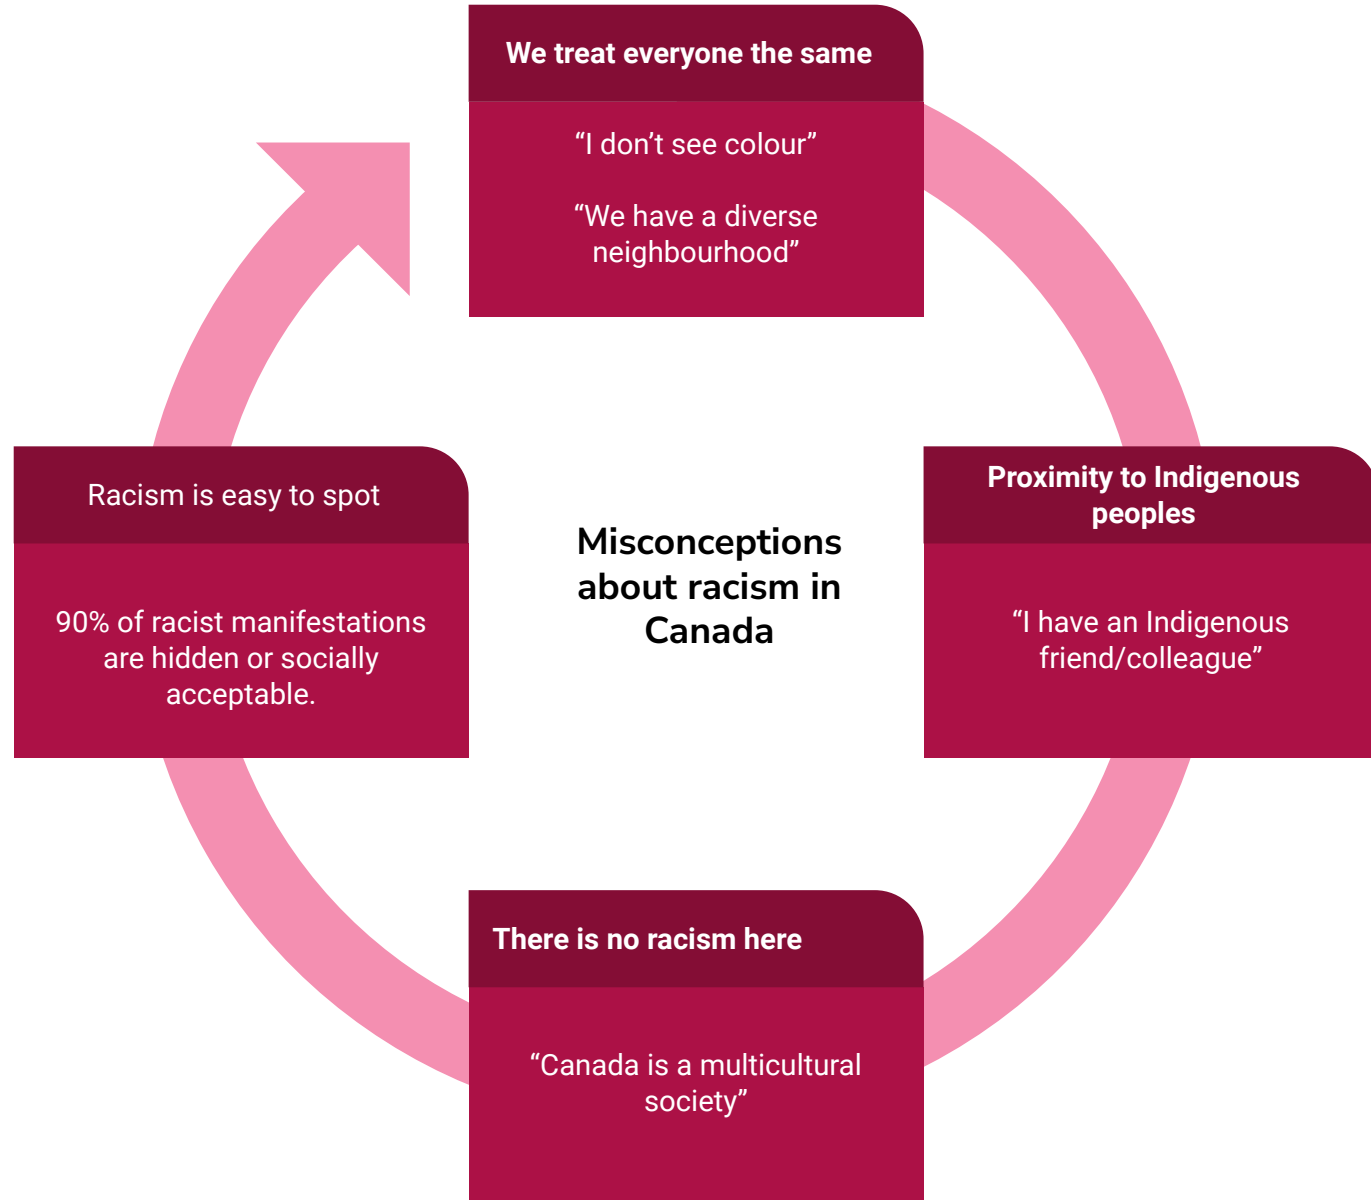 We treat everyone the same
“I don’t see colour”
“We have a diverse
neighbourhood”
Proximity to Indigenous
peoples
“I have an Indigenous
friend/colleague”
There is no racism here
“Canada is a multicultural
society”
Racism is easy to spot
90% of racist manifestations
are hidden or socially
acceptable.
Misconceptions
about racism in
Canada